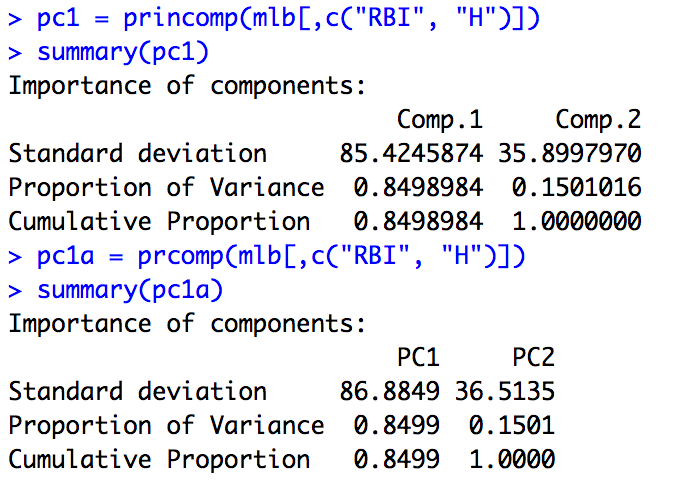 > pc1 = princomp(mlb[,c("RBI", "H")])
> summary(pc1)
Importance of components:
                          Comp.1     Comp.2
Standard deviation     85.4245874 35.8997970
Proportion of Variance  0.8498984  0.1501016
Cumulative Proportion   0.8498984  1.0000000
> pc1a = prcomp(mlb[,c("RBI", "H")])
> summary(pc1a)
Importance of components:
                          PC1     PC2
Standard deviation     86.8849 36.5135
Proportion of Variance  0.8499  0.1501
Cumulative Proportion   0.8499  1.0000